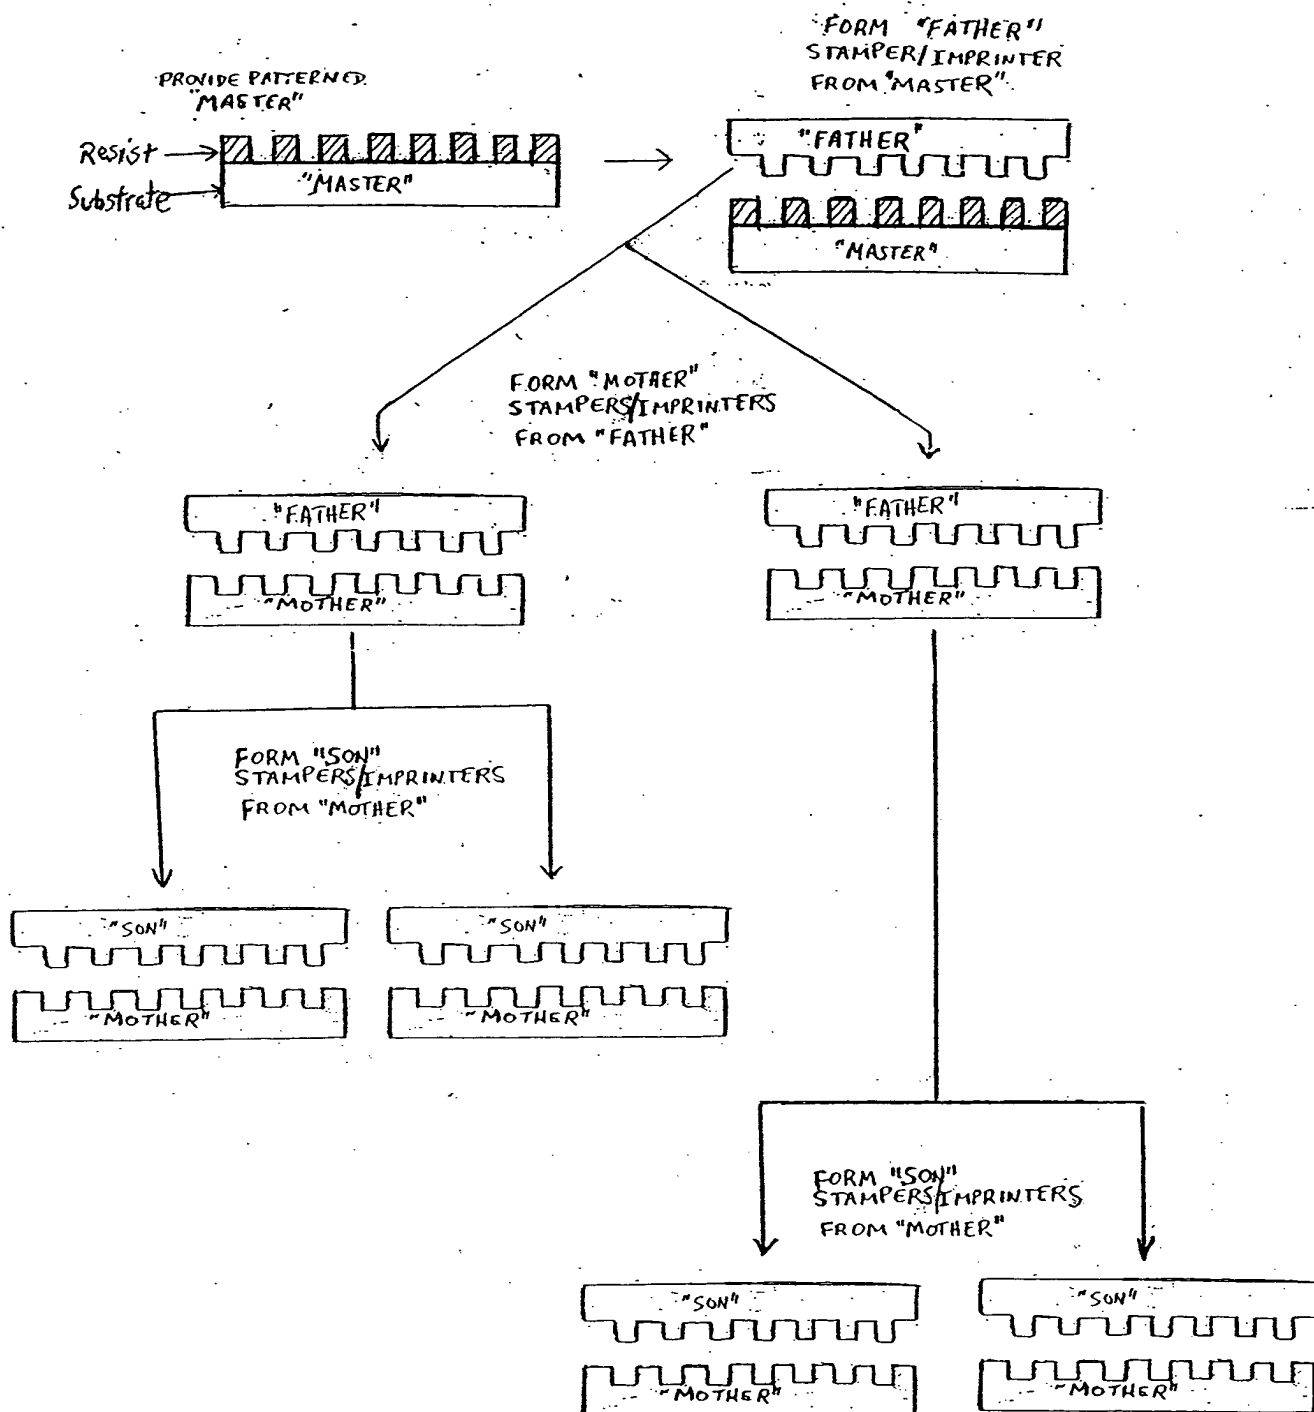 PROVIDE PATTERNED
"MASTER"
Resist
Substrate
"MASTER"
FORM "FATHER"
STAMPER/IMPRINTER
FROM "MASTER"
"FATHER"
"MASTER"
FORM "MOTHER"
STAMPERS/IMPRINTERS
FROM "FATHER"
"FATHER"
"MOTHER"
"FATHER"
"MOTHER"
FORM "SON"
STAMPERS/IMPRINTERS
FROM "MOTHER"
"SON"
"MOTHER"
"SON"
"MOTHER"
FORM "SON"
STAMPERS/IMPRINTERS
FROM "MOTHER"
"SON"
"MOTHER"
"SON"
"MOTHER"